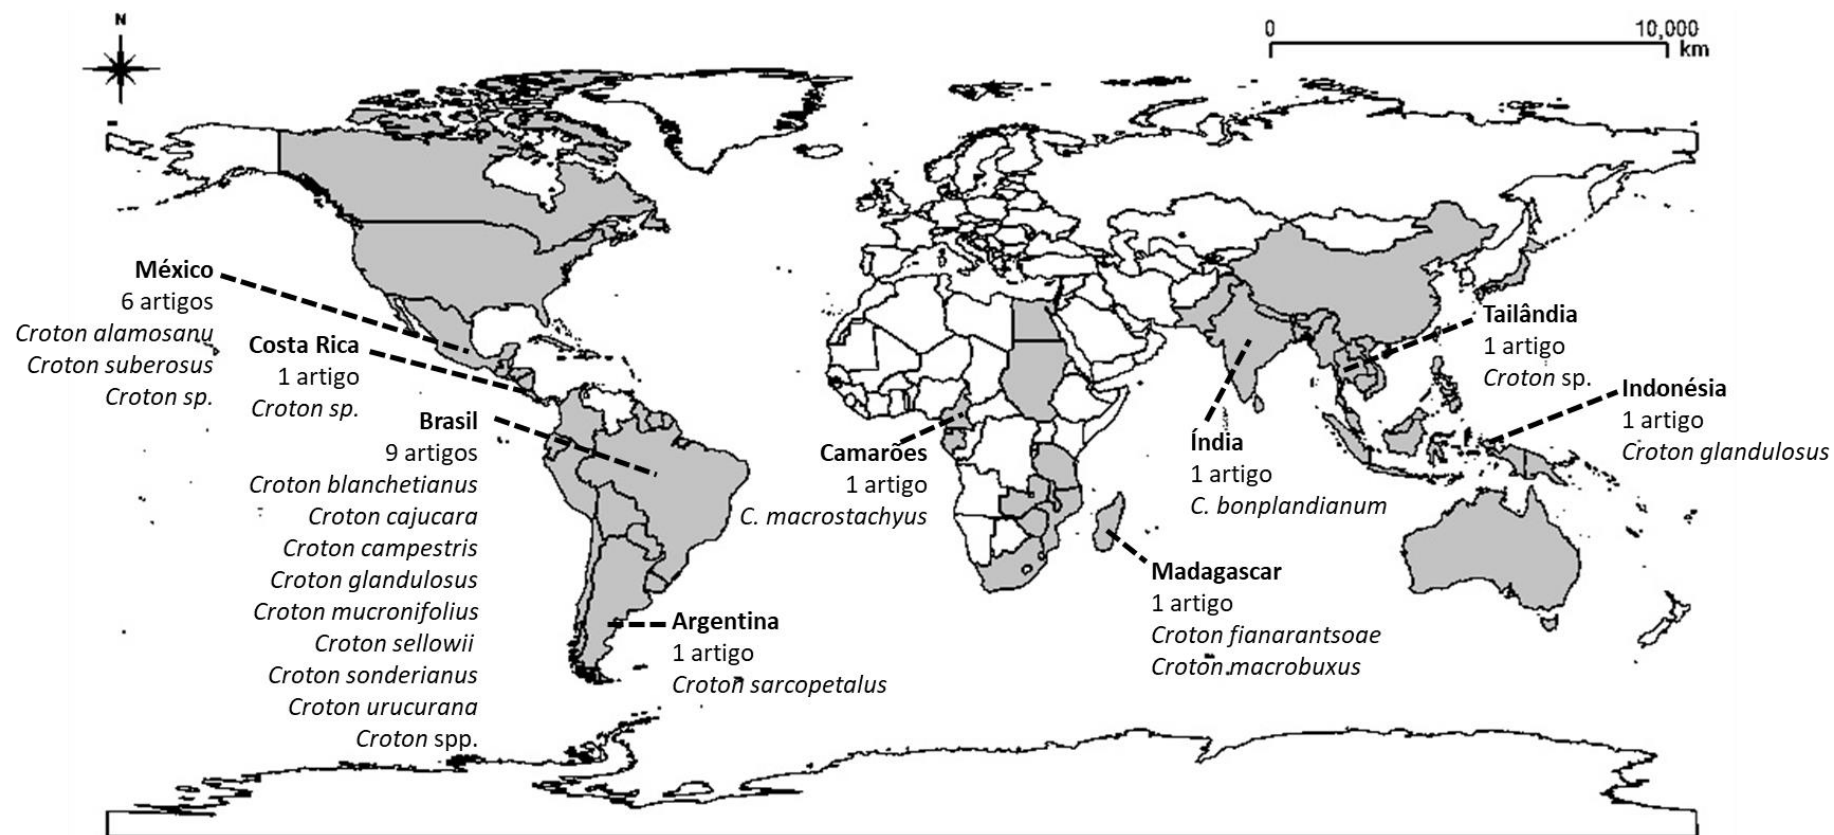 N
0 10,000
km
México
6 artigos
Croton alamosanu
Croton suberosus
Croton sp.
Costa Rica
1 artigo
Croton sp.
Brasil
9 artigos
Croton blanchetianus
Croton cajucara
Croton campestris
Croton glandulosus
Croton mucronifolius
Croton sellowii
Croton sonderianus
Croton urucurana
Croton spp.
Argentina
1 artigo
Croton sarcopetalus
Camarões
1 artigo
C. macrostachyus
Madagascar
1 artigo
Croton fianarantsoae
Croton macrobuxus
Índia
1 artigo
C. bonplandianum
Tailândia
1 artigo
Croton sp.
Indonésia
1 artigo
Croton glandulosus